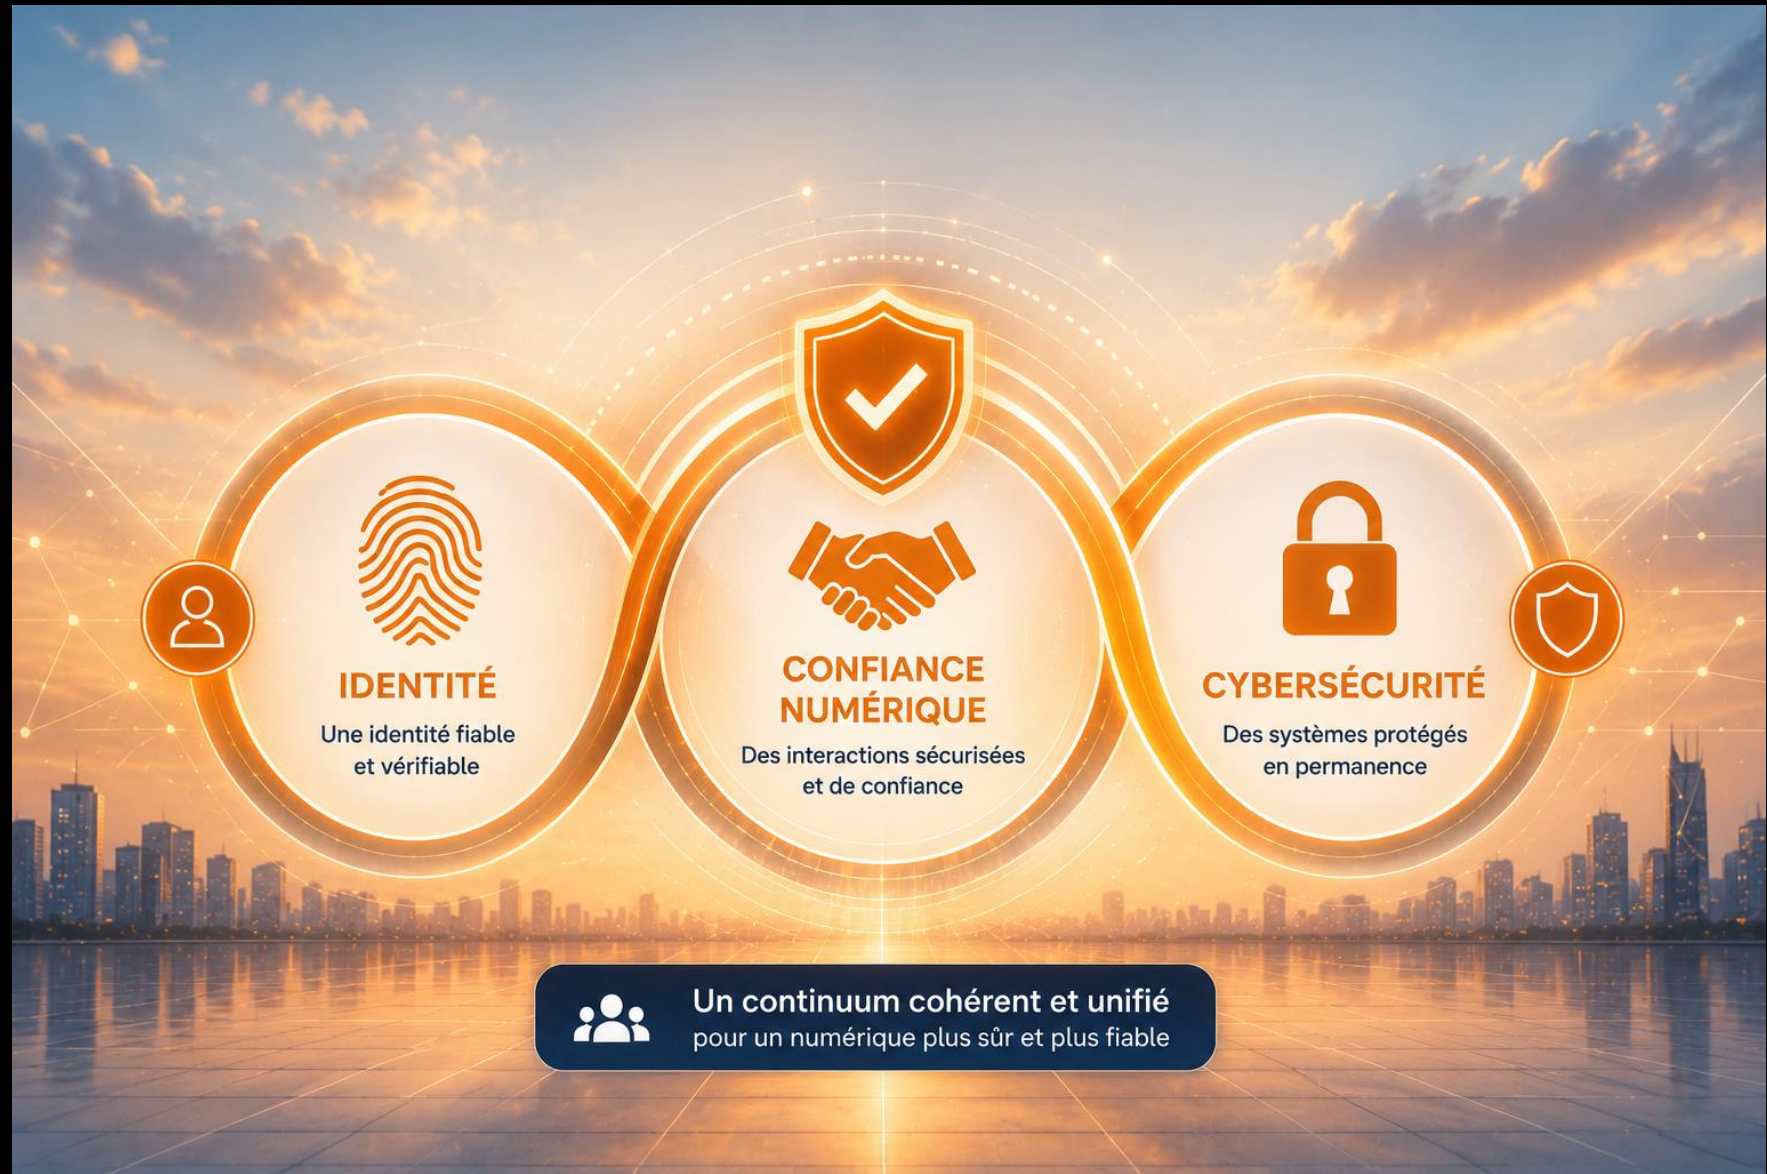 IDENTITÉ
Une identité fiable
et vérifiable
CONFIANCE
NUMÉRIQUE
Des interactions sécurisées
et de confiance
CYBERSÉCURITÉ
Des systèmes protégés
en permanence
Un continuum cohérent et unifié
pour un numérique plus sûr et plus fiable